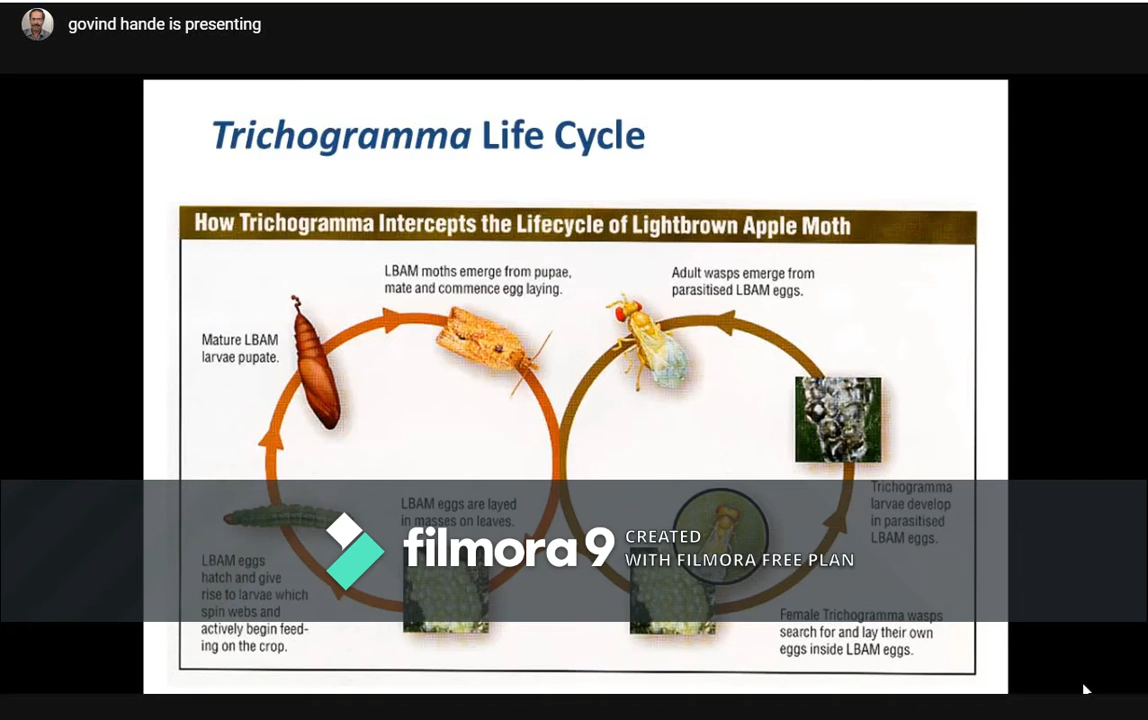 govind hande is presenting
Trichogramma Life Cycle
How Trichogramma Intercepts the Lifecycle of Lightbrown Apple Moth
LBAM moths emerge from pupae,
mate and commence egg laying.
Adult wasps emerge from
parasitised LBAM eggs.
Mature LBAM
larvae pupate.
LBAM eggs are layed
in masses on leaves.
Trichogramma
larvae develop
in parasitised
LBAM eggs.
filmora9
CREATED
WITH FILMORA FREE PLAN
LBAM eggs
hatch and give
rise to larvae which
spin webs and
actively begin feed-
ing on the crop.
Female Trichogramma wasps
search for and lay their own
eggs inside LBAM eggs.